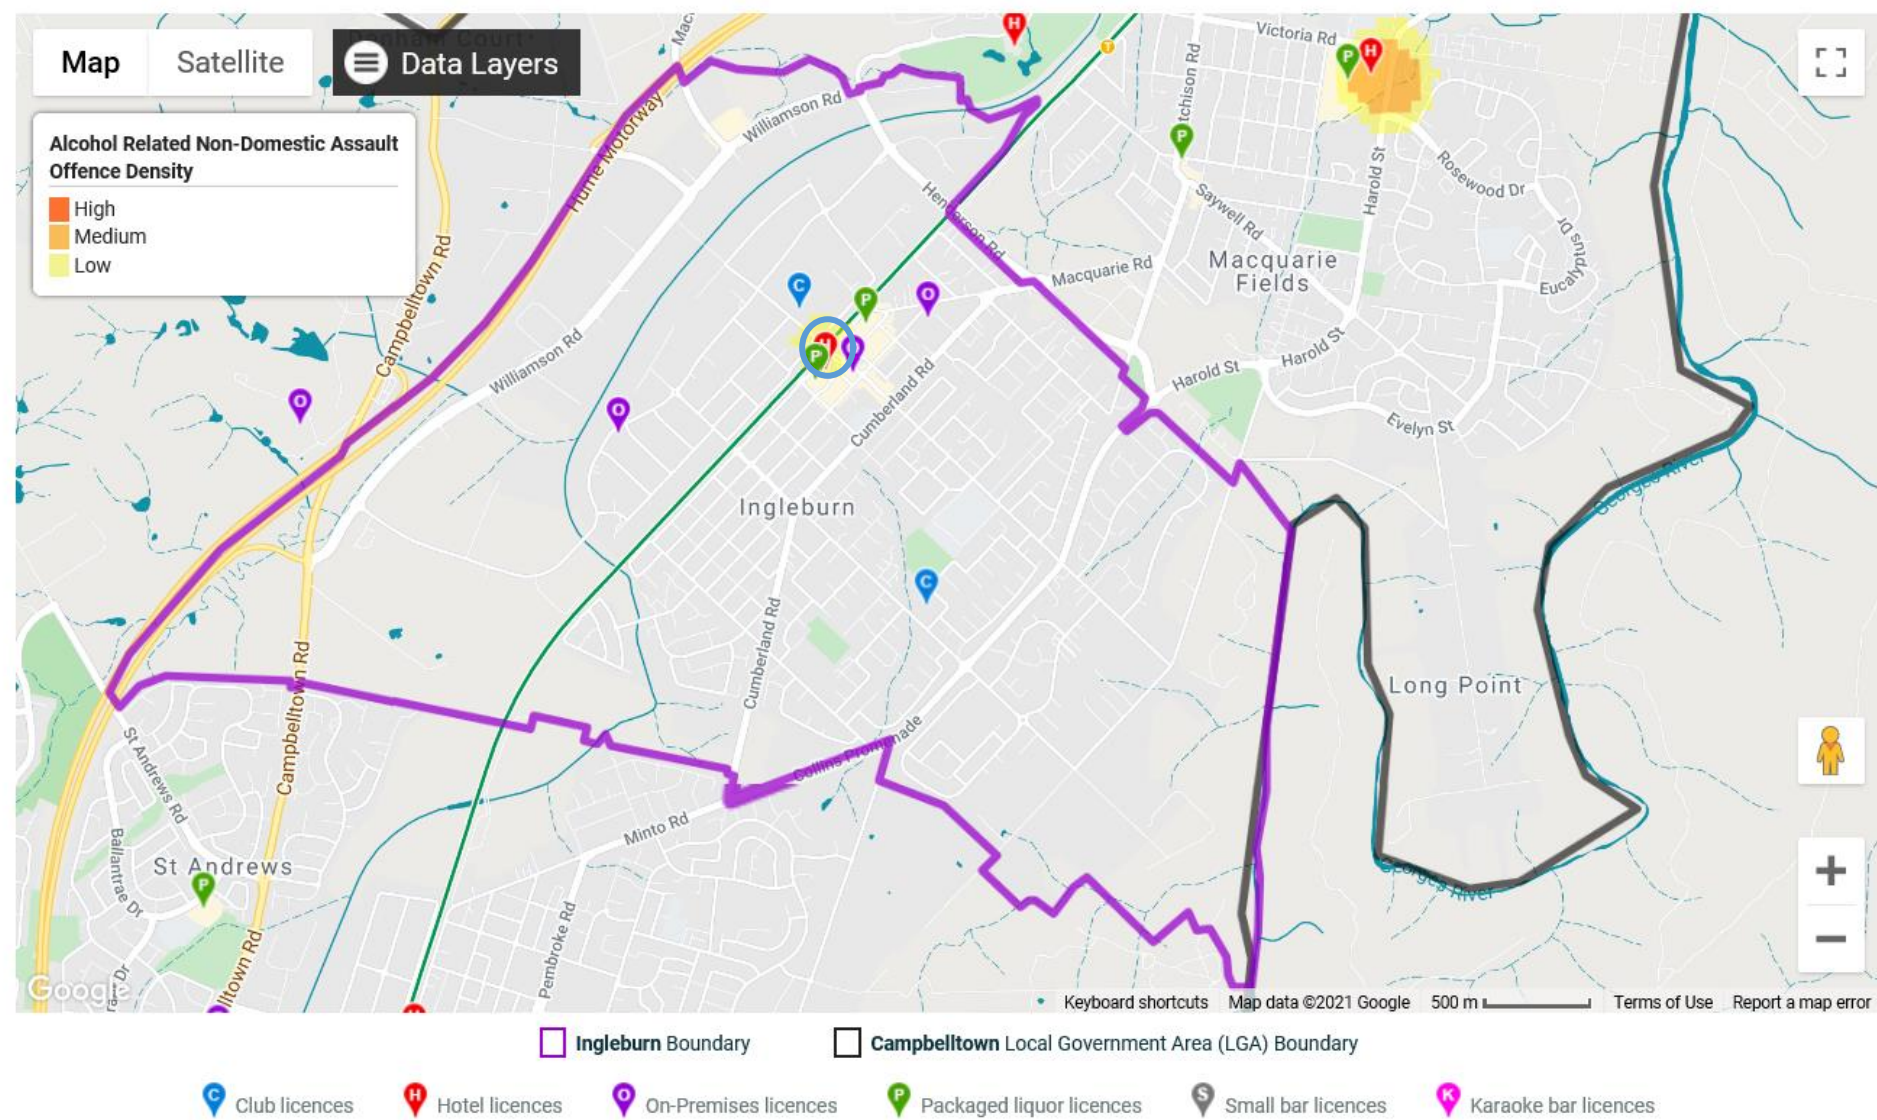 Map
Satellite
Data Layers
Alcohol Related Non-Domestic Assault
Offence Density
High
Medium
Low
Victoria Rd
Hume Motorway
Williamson Rd
Henderson Rd
Harold St
Rosewood Dr
Saywell Rd
Macquarie Rd
Macquarie
Fields
Campbelltown Rd
Williamson Rd
Cumberland Rd
Harold St
Harold St
Evelyn St
Georges River
Ingleburn
Cumberland Rd
Long Point
Campbelltown Rd
Collins Promenade
St Andrews Rd
Minto Rd
St Andrews
Ballantrae Dr
Georges River
Pembroke Rd
Google
Keyboard shortcuts
Map data ©2021 Google
500 m
Terms of Use
Report a map error
Ingleburn Boundary
Campbelltown Local Government Area (LGA) Boundary
C Club licences
H Hotel licences
O On-Premises licences
P Packaged liquor licences
S Small bar licences
K Karaoke bar licences